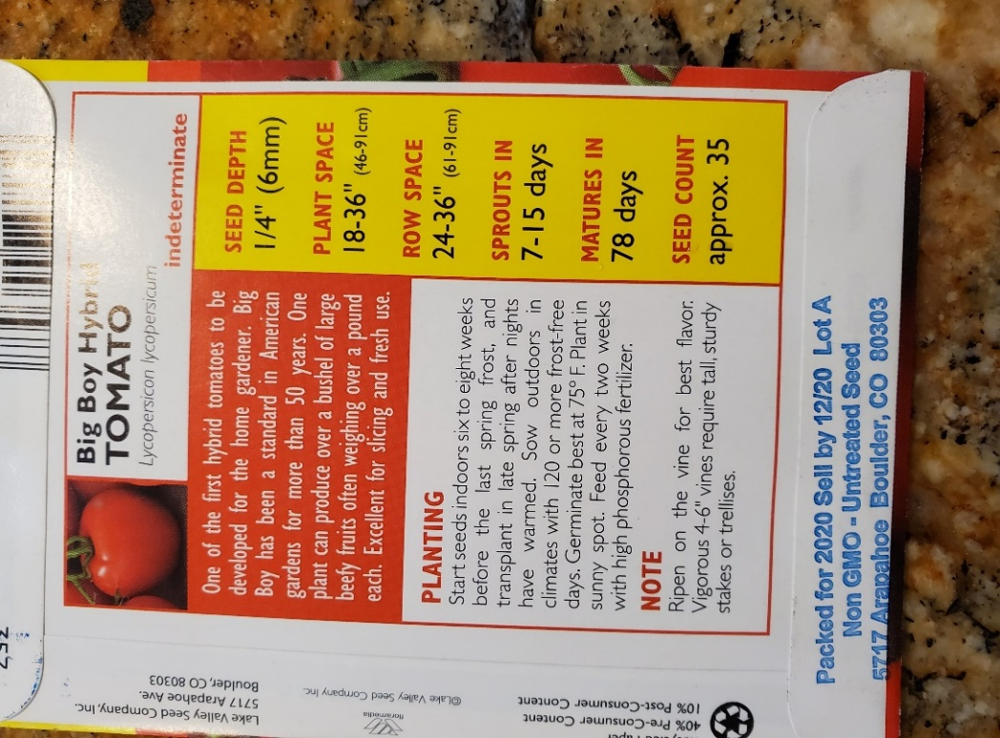 Big Boy Hybrid
TOMATO
Lycopersicon lycopersicum
indeterminate
One of the first hybrid tomatoes to be
developed for the home gardener. Big
Boy has been a standard in American
gardens for more than 50 years. One
plant can produce over a bushel of large
beefy fruits often weighing over a pound
each. Excellent for slicing and fresh use.
SEED DEPTH
1/4" (6mm)
PLANT SPACE
18-36" (46-91cm)
ROW SPACE
24-36" (61-91cm)
SPROUTS IN
7-15 days
MATURES IN
78 days
SEED COUNT
approx. 35
PLANTING
Start seeds indoors six to eight weeks
before the last spring frost, and
transplant in late spring after nights
have warmed. Sow outdoors in
climates with 120 or more frost-free
days. Germinate best at 75° F. Plant in
sunny spot. Feed every two weeks
with high phosphorous fertilizer.
NOTE
Ripen on the vine for best flavor.
Vigorous 4-6" vines require tall, sturdy
stakes or trellises.
Packed for 2020 Sell by 12/20 Lot A
Non GMO - Untreated Seed
5717 Arapahoe Boulder, CO 80303
Lake Valley Seed Company, Inc.
5717 Arapahoe Ave.
Boulder, CO 80303
©Lake Valley Seed Company Inc.
floramedia
40% Pre-Consumer Content
10% Post-Consumer Content